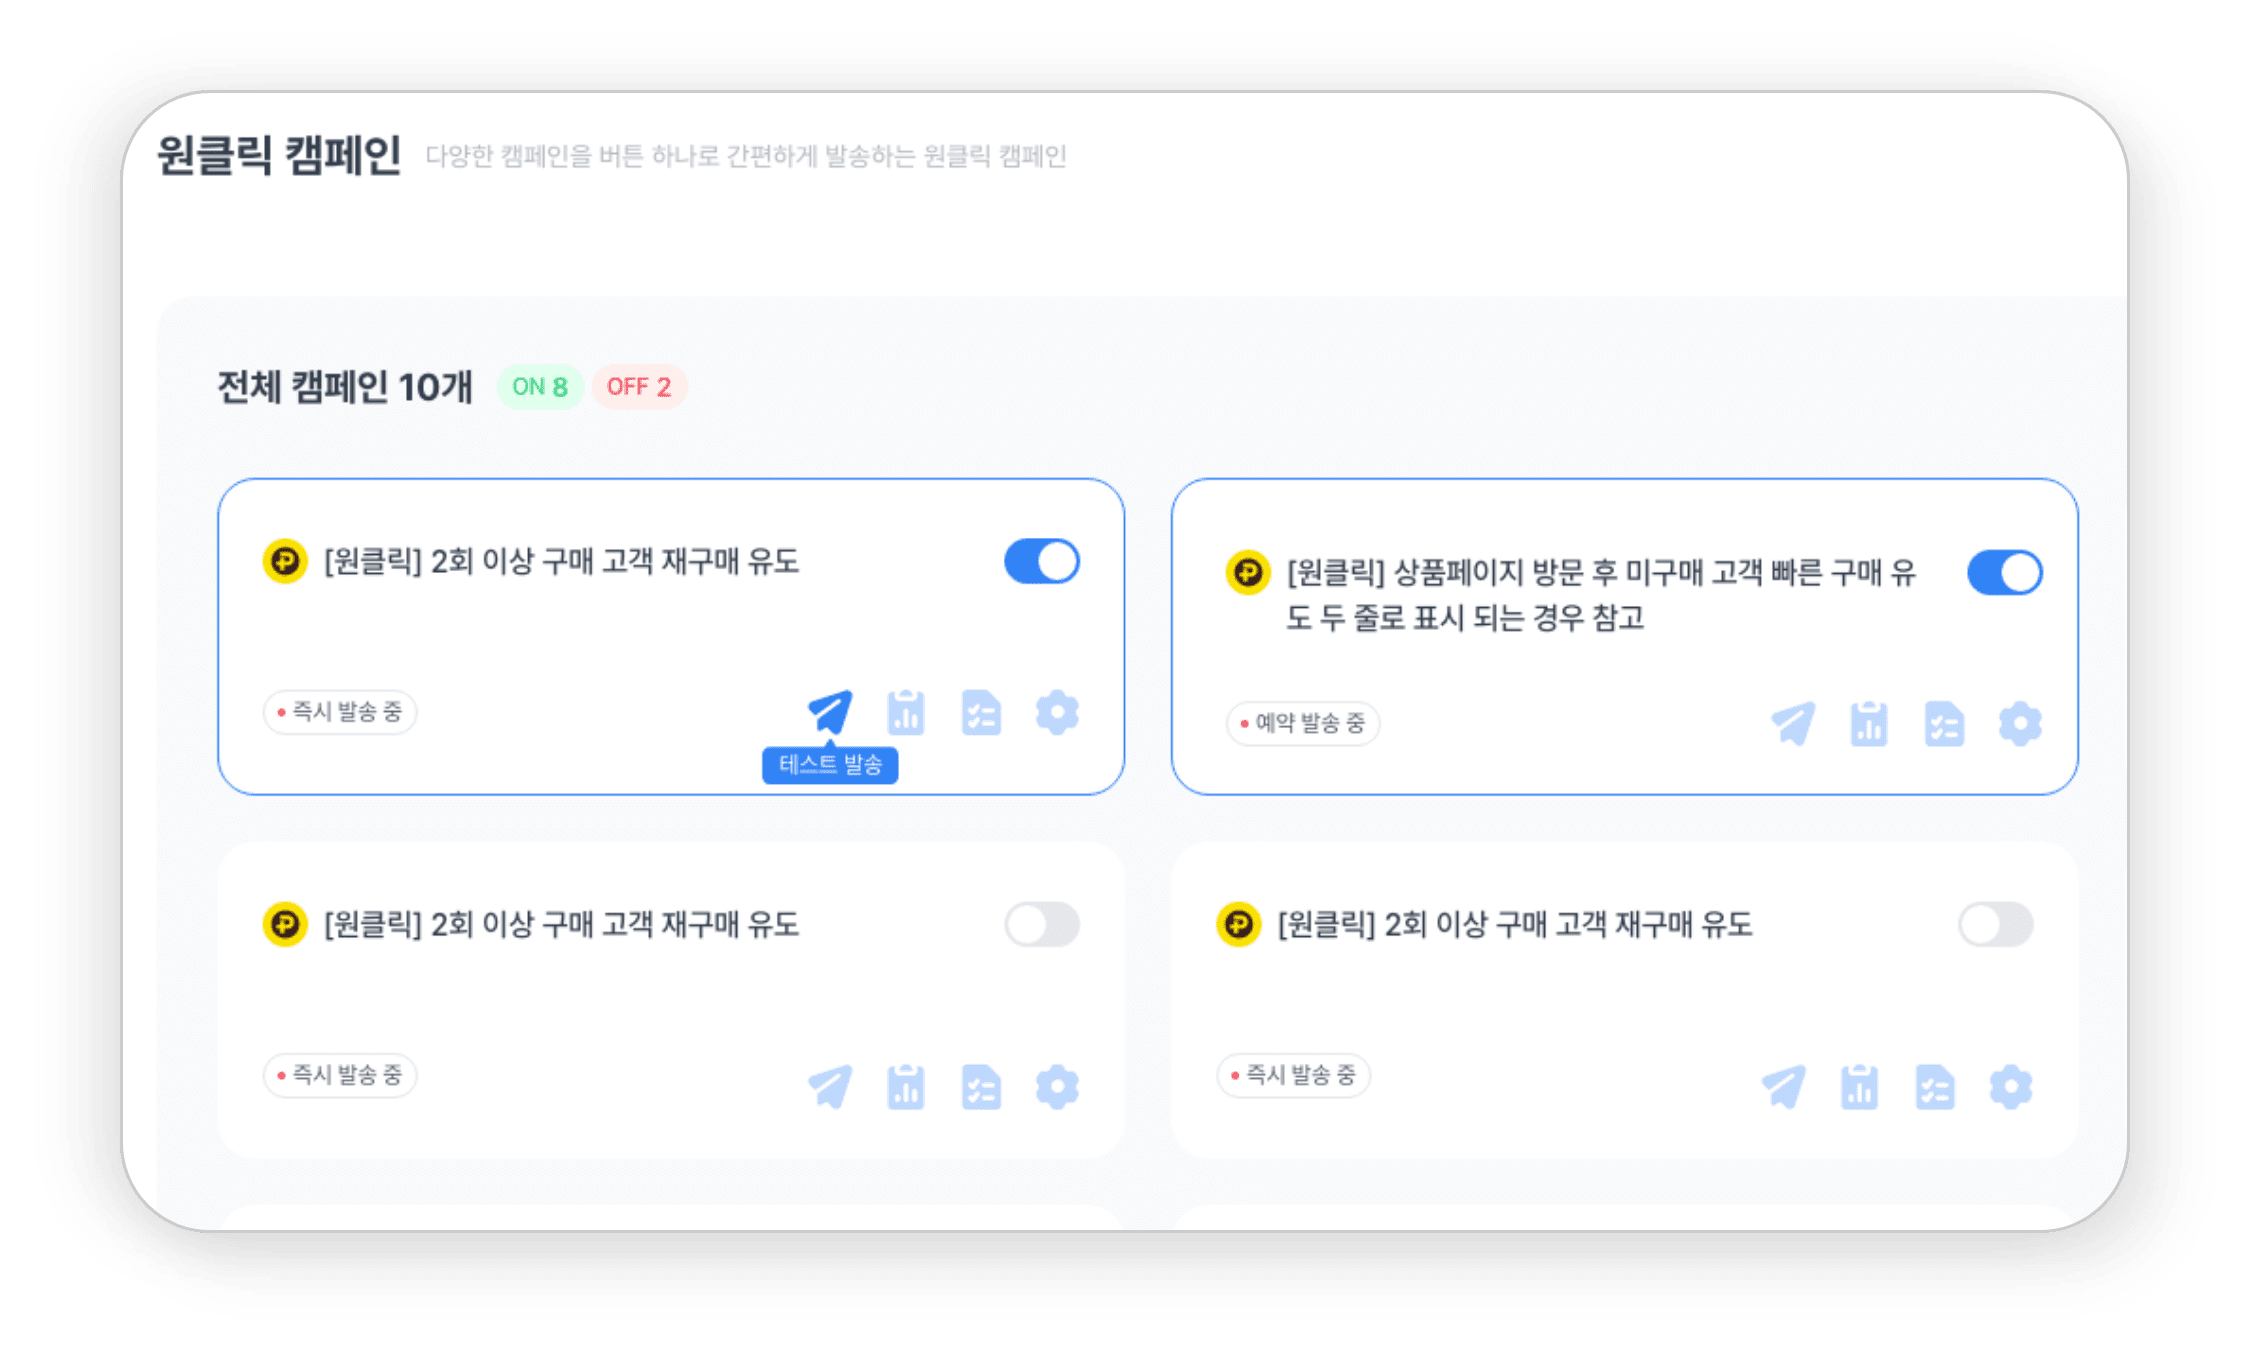 원클릭 캠페인 다양한 캠페인을 버튼 하나로 간편하게 발송하는 원클릭 캠페인
전체 캠페인 10개 ON 8 OFF 2
[원클릭] 2회 이상 구매 고객 재구매 유도
즉시 발송 중
테스트 발송
[원클릭] 상품페이지 방문 후 미구매 고객 빠른 구매 유
도 두 줄로 표시 되는 경우 참고
예약 발송 중
[원클릭] 2회 이상 구매 고객 재구매 유도
즉시 발송 중
[원클릭] 2회 이상 구매 고객 재구매 유도
즉시 발송 중